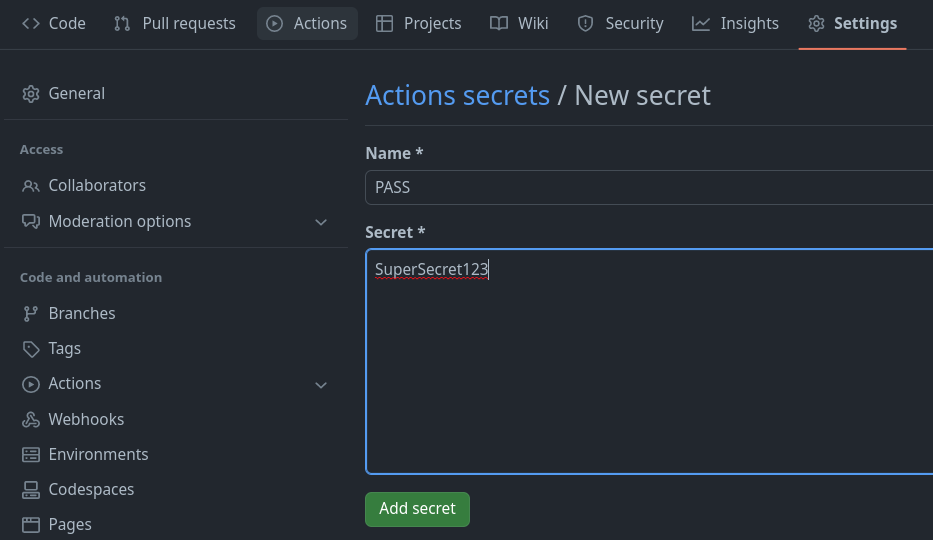 Code Pull requests Actions Projects Wiki Security Insights Settings
General
Access
Collaborators
Moderation options
Code and automation
Branches
Tags
Actions
Webhooks
Environments
Codespaces
Pages
Actions secrets / New secret
Name *
PASS
Secret *
SuperSecret123
Add secret